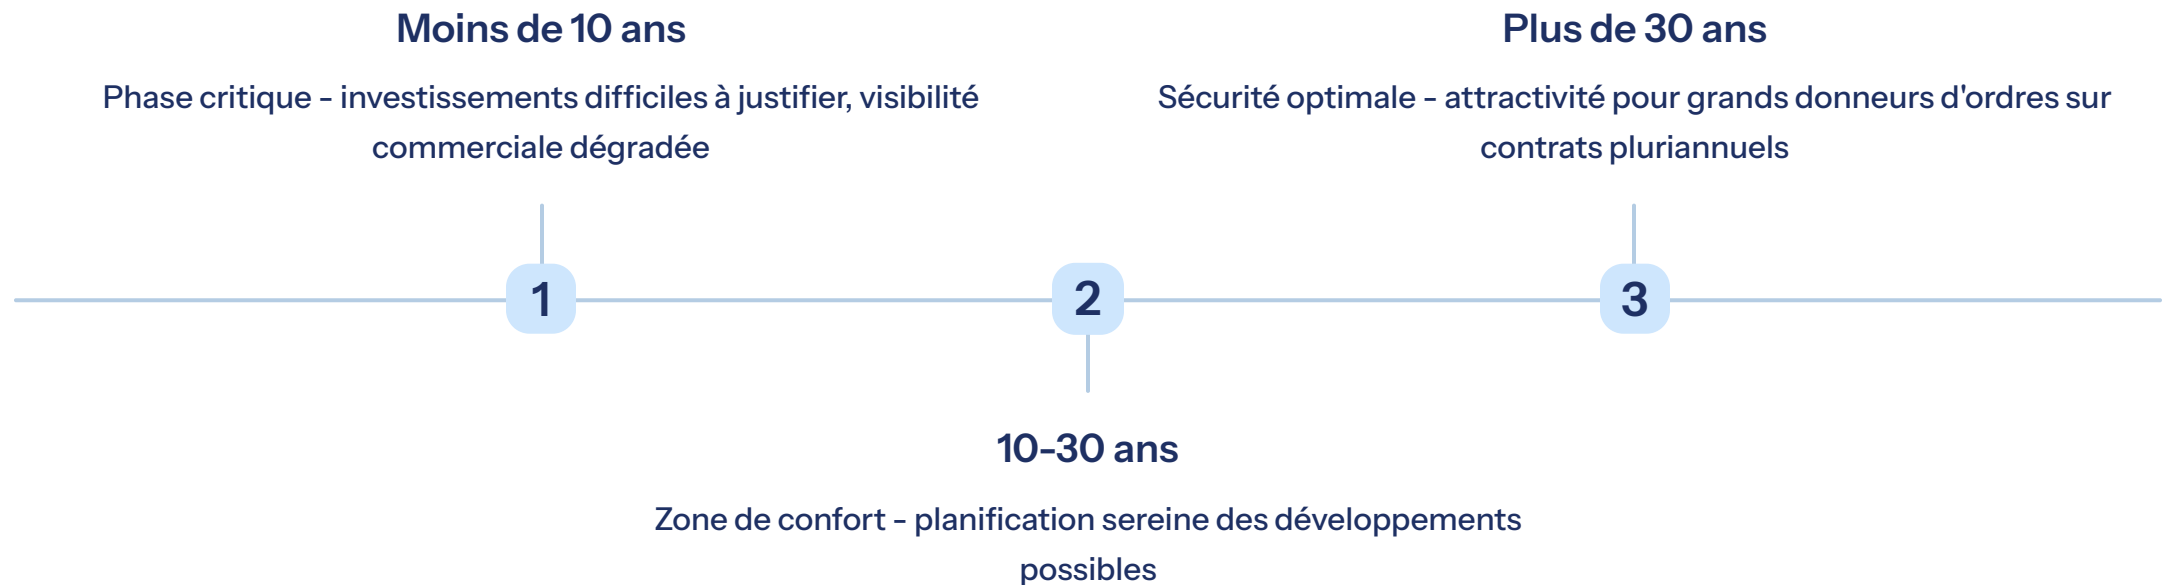 Moins de 10 ans
Phase critique - investissements difficiles à justifier, visibilité
commerciale dégradée
Plus de 30 ans
Sécurité optimale - attractivité pour grands donneurs d'ordres sur
contrats pluriannuels
1
2
3
10-30 ans
Zone de confort - planification sereine des développements
possibles